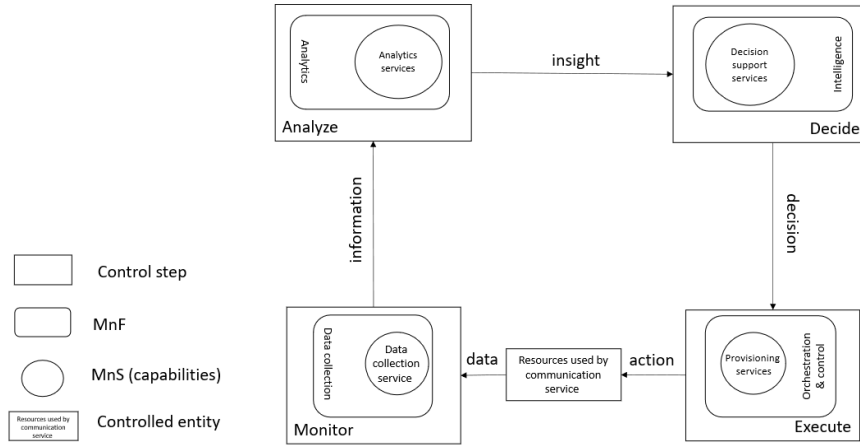 Analytics
Analytics
services
Analyze
insight
Decision
support
services
Intelligence
Decide
information
decision
Control step
MnF
MnS (capabilities)
Resources used by
communication
service
Controlled entity
Data collection
Data
collection
service
Monitor
data
Resources used by
communication
service
action
Provisioning
services
Orchestration
& control
Execute